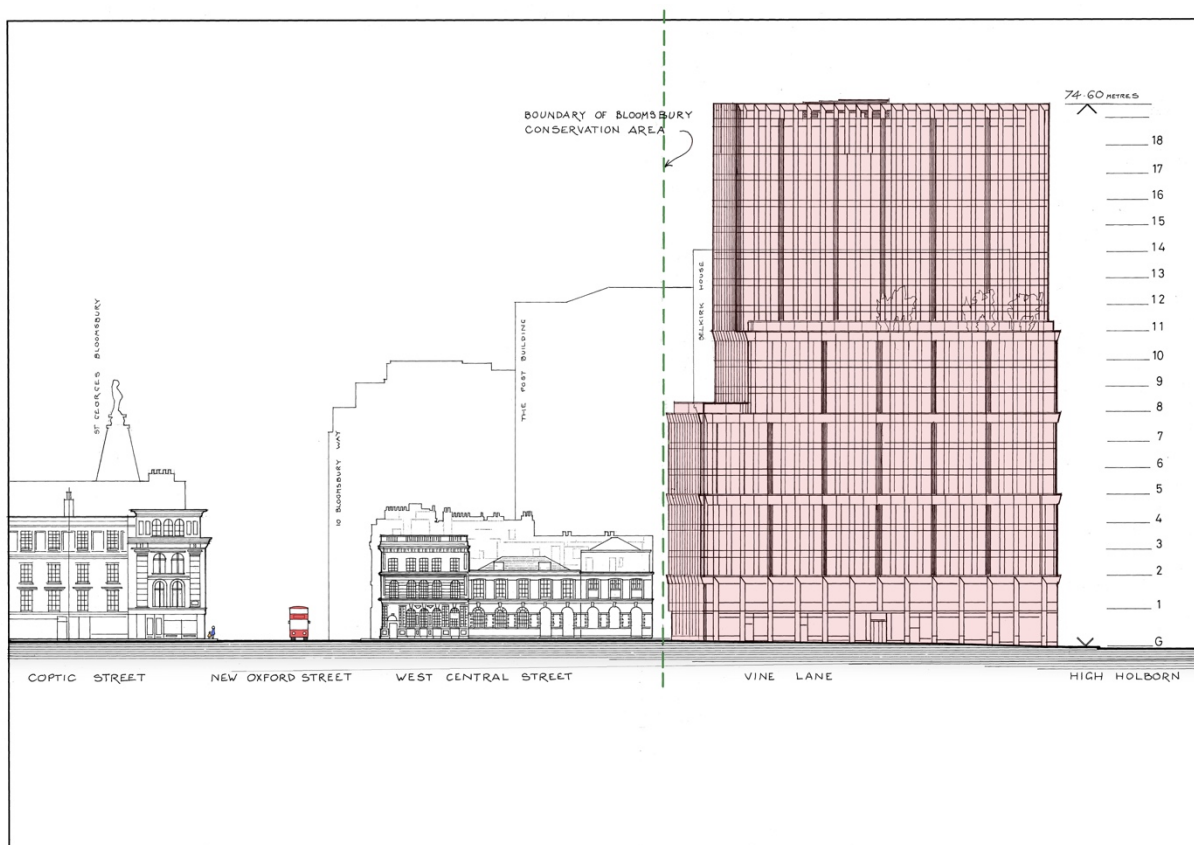 74.60 METRES
BOUNDARY OF BLOOMSBURY
CONSERVATION AREA
18
17
16
15
14
13
12
11
10
9
8
7
6
5
4
3
2
1
G
ST GEORGES BLOOMSBURY
10 BLOOMSBURY WAY
THE POST BUILDING
SELKIRK HOUSE
COPTIC STREET
NEW OXFORD STREET
WEST CENTRAL STREET
VINE LANE
HIGH HOLBORN